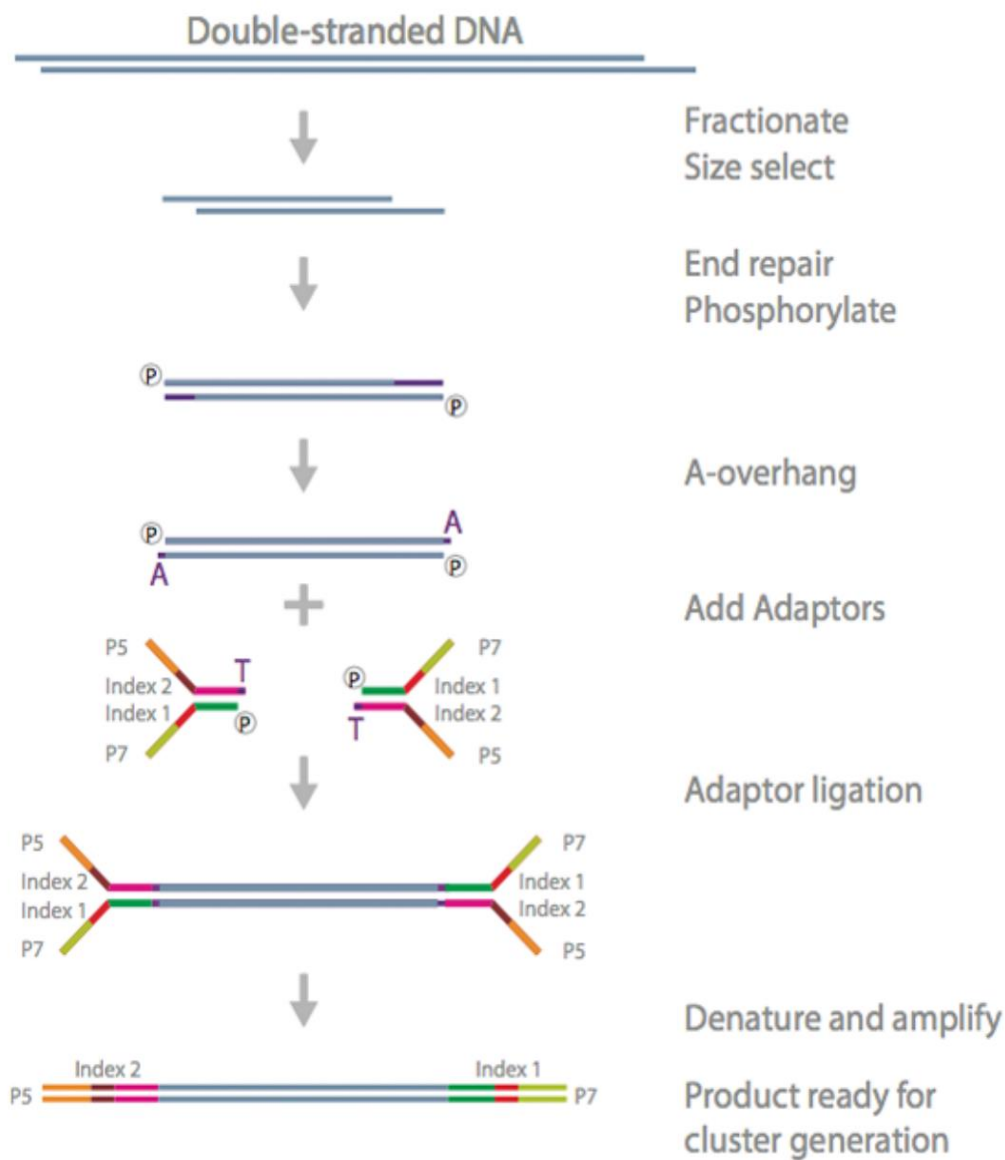 Double-stranded DNA
Fractionate
Size select
End repair
Phosphorylate
P
P
A-overhang
P
A
A
P
Add Adaptors
P5
T
Index 2
Index 1
P
P7
P7
P
Index 1
Index 2
T
P5
Adaptor ligation
P5
P7
Index 2
Index 1
Index 1
Index 2
P7
P5
Denature and amplify
Index 2
Index 1
P5
P7
Product ready for
cluster generation